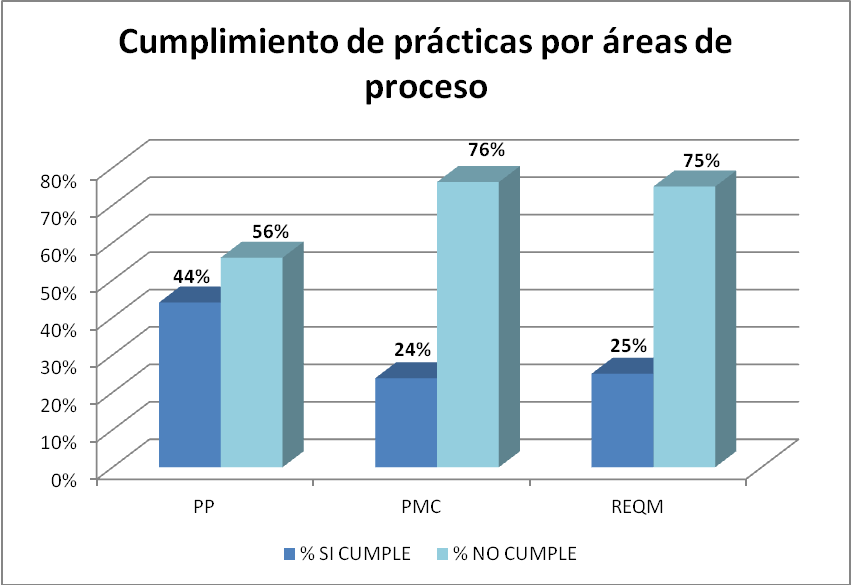 Cumplimiento de prácticas por áreas de
proceso
80%
70%
60%
50%
40%
30%
20%
10%
0%
44%
56%
24%
76%
25%
75%
PP
PMC
REQM
% SI CUMPLE
% NO CUMPLE